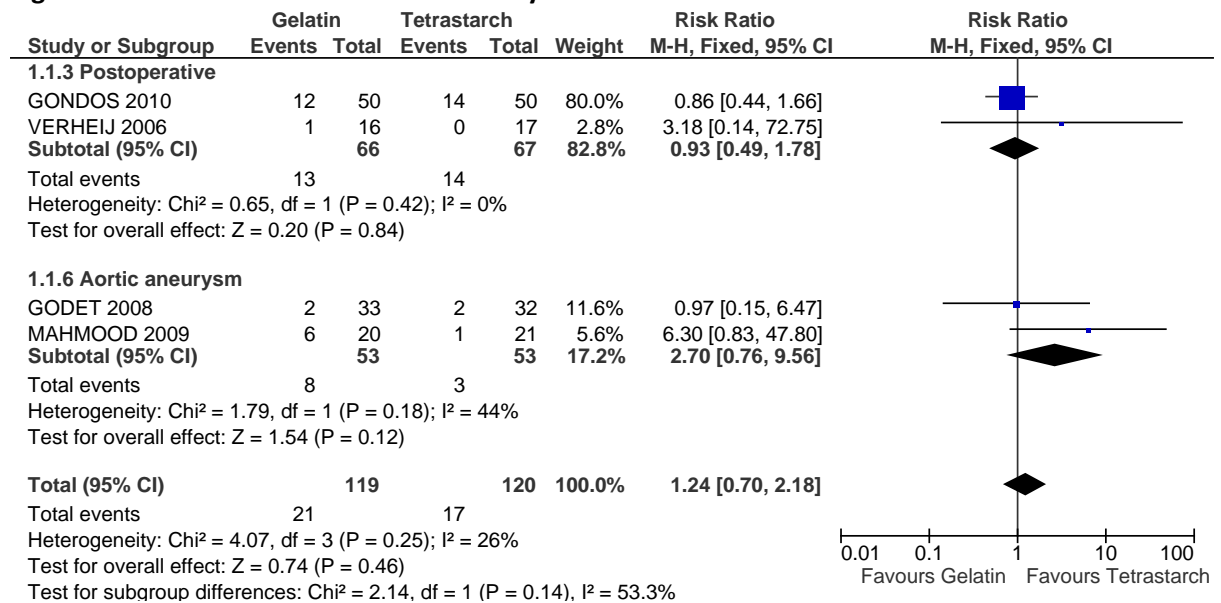 Gelatin Tetrastarch Risk Ratio Risk Ratio
Study or Subgroup Events Total Events Total Weight M-H, Fixed, 95% CI M-H, Fixed, 95% CI
1.1.3 Postoperative
GONDOS 2010 12 50 14 50 80.0% 0.86 [0.44, 1.66]
VERHEIJ 2006 1 16 0 17 2.8% 3.18 [0.14, 72.75]
Subtotal (95% CI) 66 67 82.8% 0.93 [0.49, 1.78]
Total events 13 14
Heterogeneity: Chi² = 0.65, df = 1 (P = 0.42); I² = 0%
Test for overall effect: Z = 0.20 (P = 0.84)
1.1.6 Aortic aneurysm
GODET 2008 2 33 2 32 11.6% 0.97 [0.15, 6.47]
MAHMOOD 2009 6 20 1 21 5.6% 6.30 [0.83, 47.80]
Subtotal (95% CI) 53 53 17.2% 2.70 [0.76, 9.56]
Total events 8 3
Heterogeneity: Chi² = 1.79, df = 1 (P = 0.18); I² = 44%
Test for overall effect: Z = 1.54 (P = 0.12)
Total (95% CI) 119 120 100.0% 1.24 [0.70, 2.18]
Total events 21 17
Heterogeneity: Chi² = 4.07, df = 3 (P = 0.25); I² = 26%
Test for overall effect: Z = 0.74 (P = 0.46)
Test for subgroup differences: Chi² = 2.14, df = 1 (P = 0.14), I² = 53.3%
0.01 0.1 1 10 100
Favours Gelatin Favours Tetrastarch